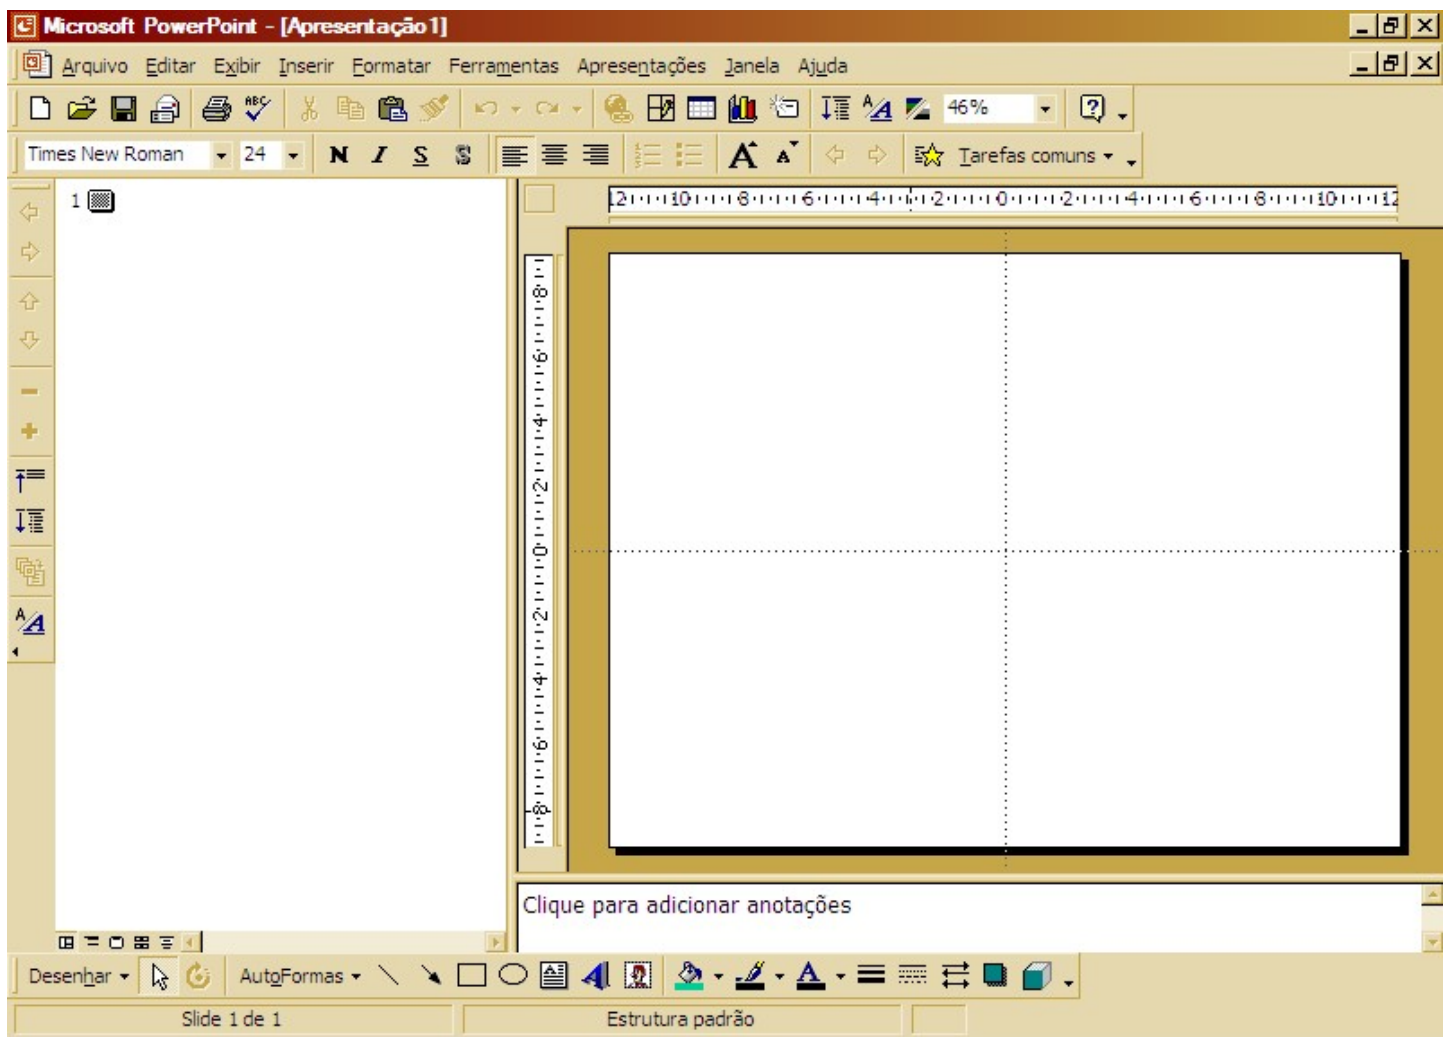 Microsoft PowerPoint - [Apresentação1]
Arquivo Editar Exibir Inserir Formatar Ferramentas Apresentações Janela Ajuda
ABC 46% ?
Times New Roman 24 N I S S A A Tarefas comuns
1
12 10 8 6 4 2 0 2 4 6 8 10 12
8 6 4 2 0 2 4 6 8
A A
Clique para adicionar anotações
Desenhar AutoFormas A A
Slide 1 de 1 Estrutura padrão